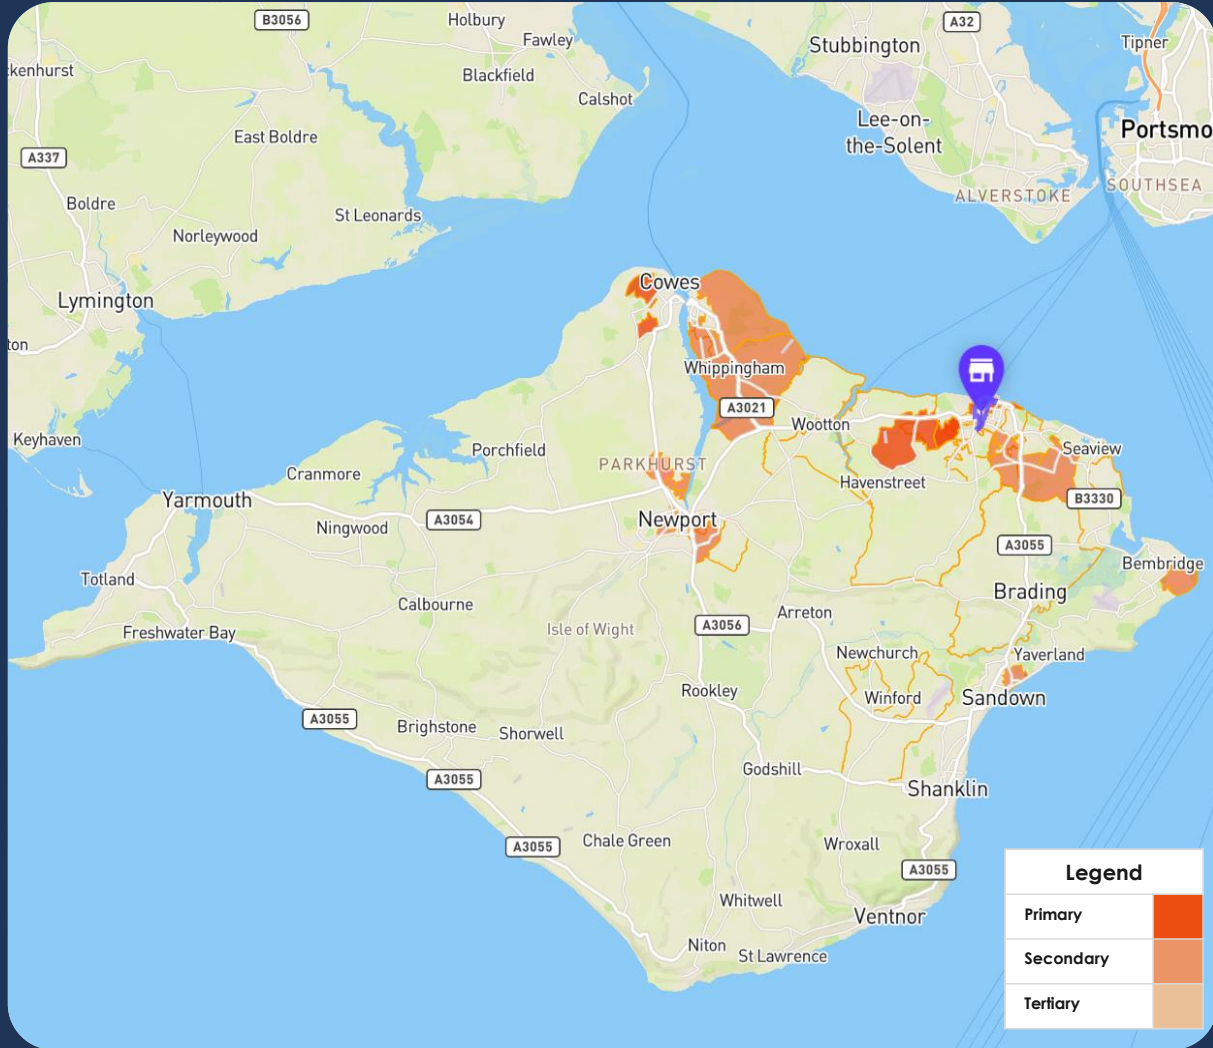 B3056
Holbury
A32
Stubbington
Tipner
Fawley
ckenhurst
Blackfield
Calshot
Lee-on-
the-Solent
Portsmo
East Boldre
A337
SOUTHSEA
ALVERSTOKE
Boldre
St Leonards
Norleywood
Cowes
Lymington
ton
Whippingham
A3021
Wootton
Keyhaven
Porchfield
Seaview
PARKHURST
Cranmore
Havenstreet
Yarmouth
B3330
A3054
Newport
Ningwood
A3055
Bembridge
Totland
Brading
Calbourne
Arreton
Freshwater Bay
Isle of Wight
A3056
Newchurch
Yaverland
Rookley
Winford
Sandown
A3055
Brighstone
Shorwell
Godshill
A3055
Shanklin
Chale Green
A3055
Wroxall
A3055
Whitwell
Ventnor
Niton
St Lawrence
Legend
Primary
Secondary
Tertiary